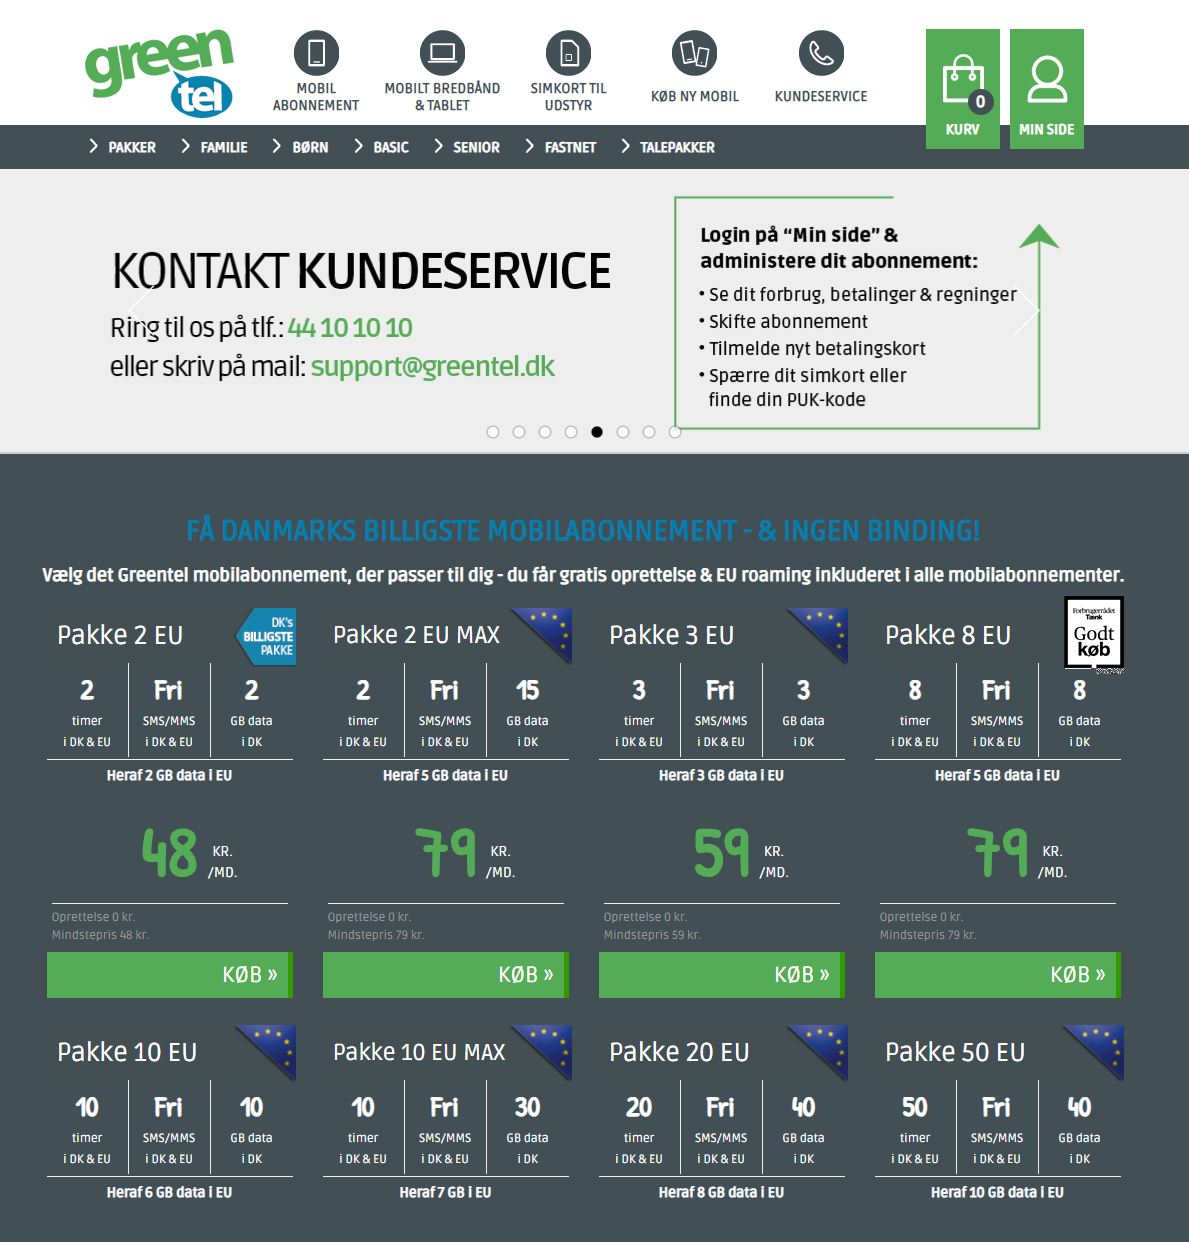 green
tel
MOBIL
ABONNEMENT
MOBILT BREDBÅND
& TABLET
SIMKORT TIL
UDSTYR
KØB NY MOBIL
KUNDESERVICE
0
KURV
MIN SIDE
PAKKER
FAMILIE
BØRN
BASIC
SENIOR
FASTNET
TALEPAKKER
KONTAKT KUNDESERVICE
Ring til os på tlf.: 44 10 10 10
eller skriv på mail: support@greentel.dk
Login på “Min side” &
administere dit abonnement:
• Se dit forbrug, betalinger & regninger
• Skifte abonnement
• Tilmelde nyt betalingskort
• Spærre dit simkort eller
finde din PUK-kode
FÅ DANMARKS BILLIGSTE MOBILABONNEMENT - & INGEN BINDING!
Vælg det Greentel mobilabonnement, der passer til dig - du får gratis oprettelse & EU roaming inkluderet i alle mobilabonnementer.
Pakke 2 EU
DK's
BILLIGSTE
PAKKE
2
timer
i DK & EU
Fri
SMS/MMS
i DK & EU
2
GB data
i DK
Heraf 2 GB data i EU
48
KR.
/MD.
Oprettelse 0 kr.
Mindstepris 48 kr.
KØB »
Pakke 2 EU MAX
2
timer
i DK & EU
Fri
SMS/MMS
i DK & EU
15
GB data
i DK
Heraf 5 GB data i EU
79
KR.
/MD.
Oprettelse 0 kr.
Mindstepris 79 kr.
KØB »
Pakke 3 EU
3
timer
i DK & EU
Fri
SMS/MMS
i DK & EU
3
GB data
i DK
Heraf 3 GB data i EU
59
KR.
/MD.
Oprettelse 0 kr.
Mindstepris 59 kr.
KØB »
Pakke 8 EU
Forbrugerrådet
Tænk
Godt
køb
8
timer
i DK & EU
Fri
SMS/MMS
i DK & EU
8
GB data
i DK
Heraf 5 GB data i EU
79
KR.
/MD.
Oprettelse 0 kr.
Mindstepris 79 kr.
KØB »
Pakke 10 EU
10
timer
i DK & EU
Fri
SMS/MMS
i DK & EU
10
GB data
i DK
Heraf 6 GB data i EU
Pakke 10 EU MAX
10
timer
i DK & EU
Fri
SMS/MMS
i DK & EU
30
GB data
i DK
Heraf 7 GB i EU
Pakke 20 EU
20
timer
i DK & EU
Fri
SMS/MMS
i DK & EU
40
GB data
i DK
Heraf 8 GB data i EU
Pakke 50 EU
50
timer
i DK & EU
Fri
SMS/MMS
i DK & EU
40
GB data
i DK
Heraf 10 GB data i EU